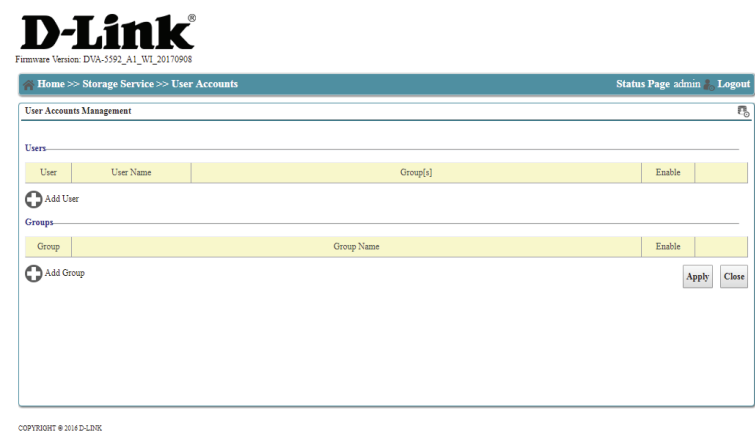 D-Link®
Firmware Version: DVA-5592_A1_WI_20170908
Home >> Storage Service >> User Accounts Status Page admin Logout
User Accounts Management
Users
User User Name Group[s] Enable
Add User
Groups
Group Group Name Enable
Add Group
Apply Close
COPYRIGHT © 2016 D-LINK